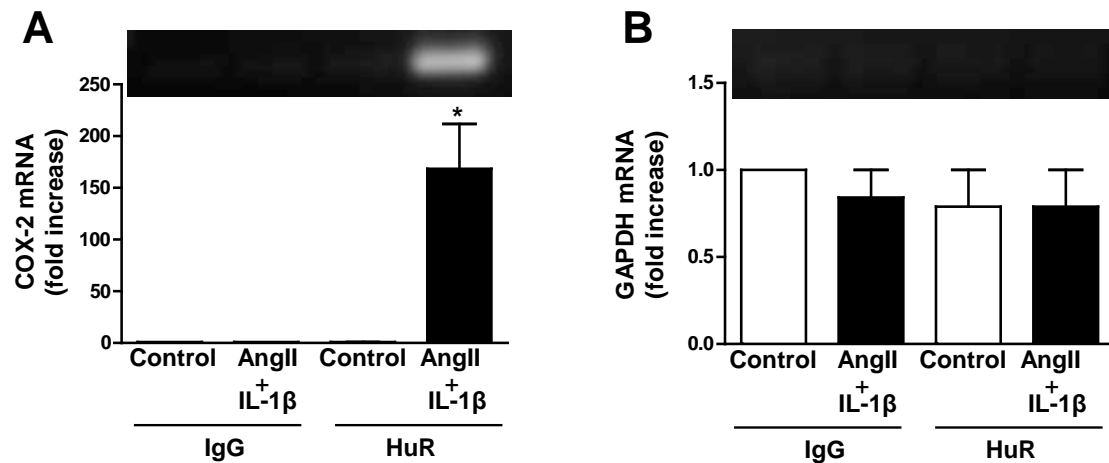 A
COX-2 mRNA
(fold increase)
250
200
150
100
50
0
*
Control AngII Control AngII
+ +
IL-1β IL-1β
IgG HuR
B
GAPDH mRNA
(fold increase)
1.5
1.0
0.5
0.0
Control AngII Control AngII
+ +
IL-1β IL-1β
IgG HuR